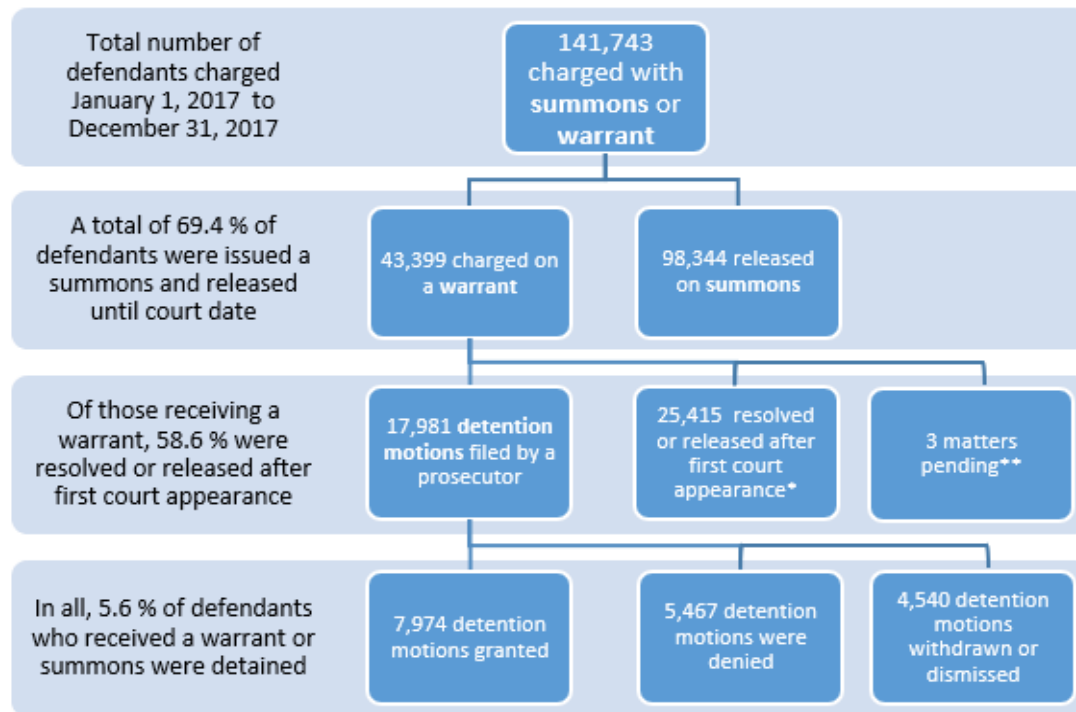 Total number of
defendants charged
January 1, 2017 to
December 31, 2017
141,743
charged with
summons or
warrant
A total of 69.4 % of
defendants were issued a
summons and released
until court date
43,399 charged on
a warrant
98,344 released
on summons
Of those receiving a
warrant, 58.6 % were
resolved or released after
first court appearance
17,981 detention
motions filed by a
prosecutor
25,415 resolved
or released after
first court
appearance*
3 matters
pending**
In all, 5.6 % of defendants
who received a warrant or
summons were detained
7,974 detention
motions granted
5,467 detention
motions were
denied
4,540 detention
motions
withdrawn or
dismissed